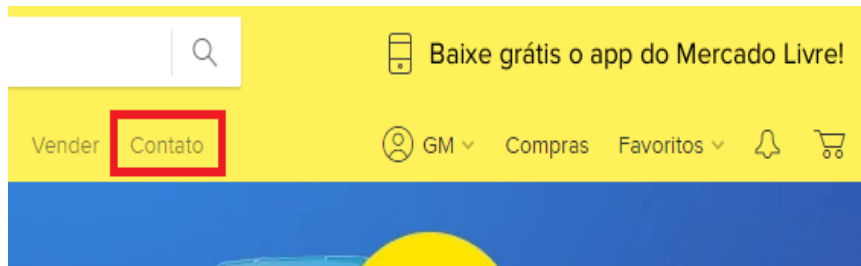 Baixe grátis o app do Mercado Livre!
Vender Contato GM Compras Favoritos